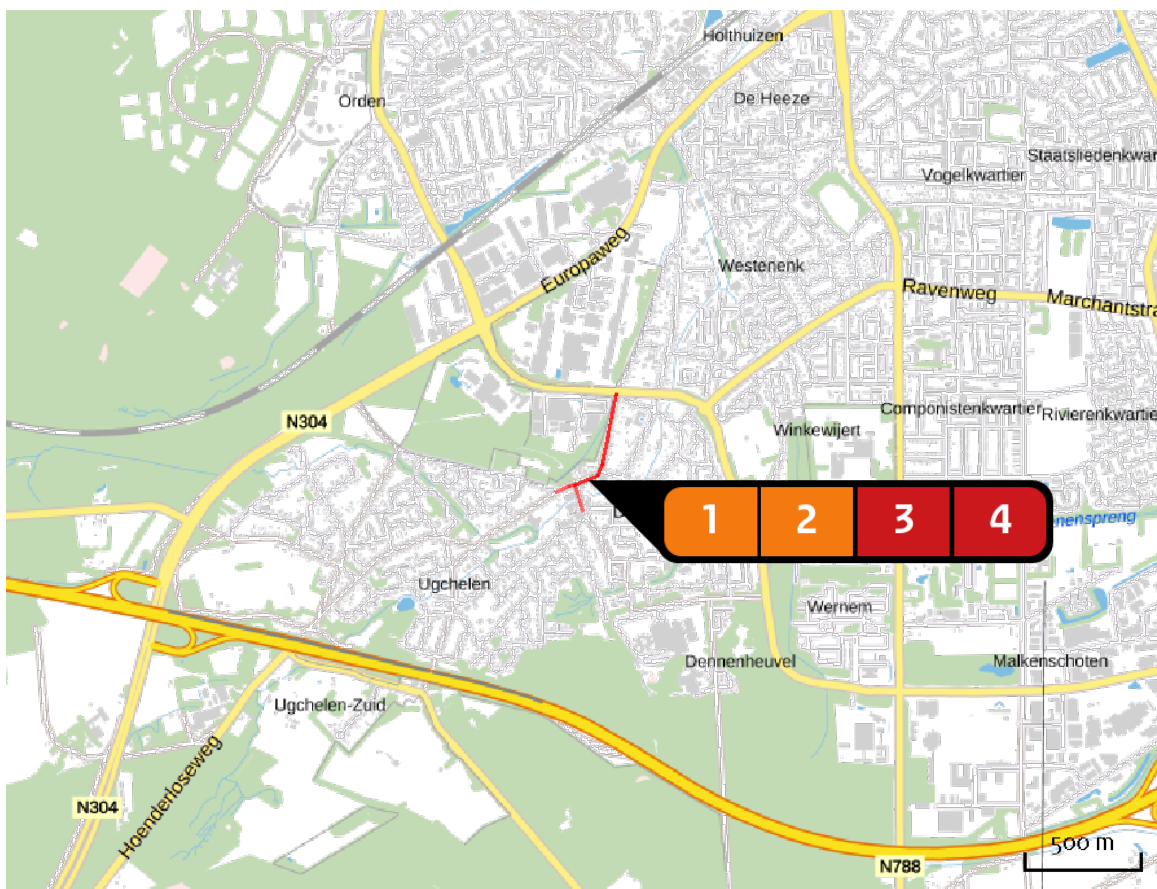 Holthuizen
De Heeze
Orden
Staatsliedenkwar
Vogelkwartier
Europaweg
Westenenk
Ravenweg
Marchantstra
N304
Componistenkwartier
Rivierenkwartie
Winkewijert
1 2 3 4
nenspreng
Ugchelen
Wernem
Dennenheuvel
Malkenschoten
Ugchelen-Zuid
Hoenderloseweg
N304
500 m
N788